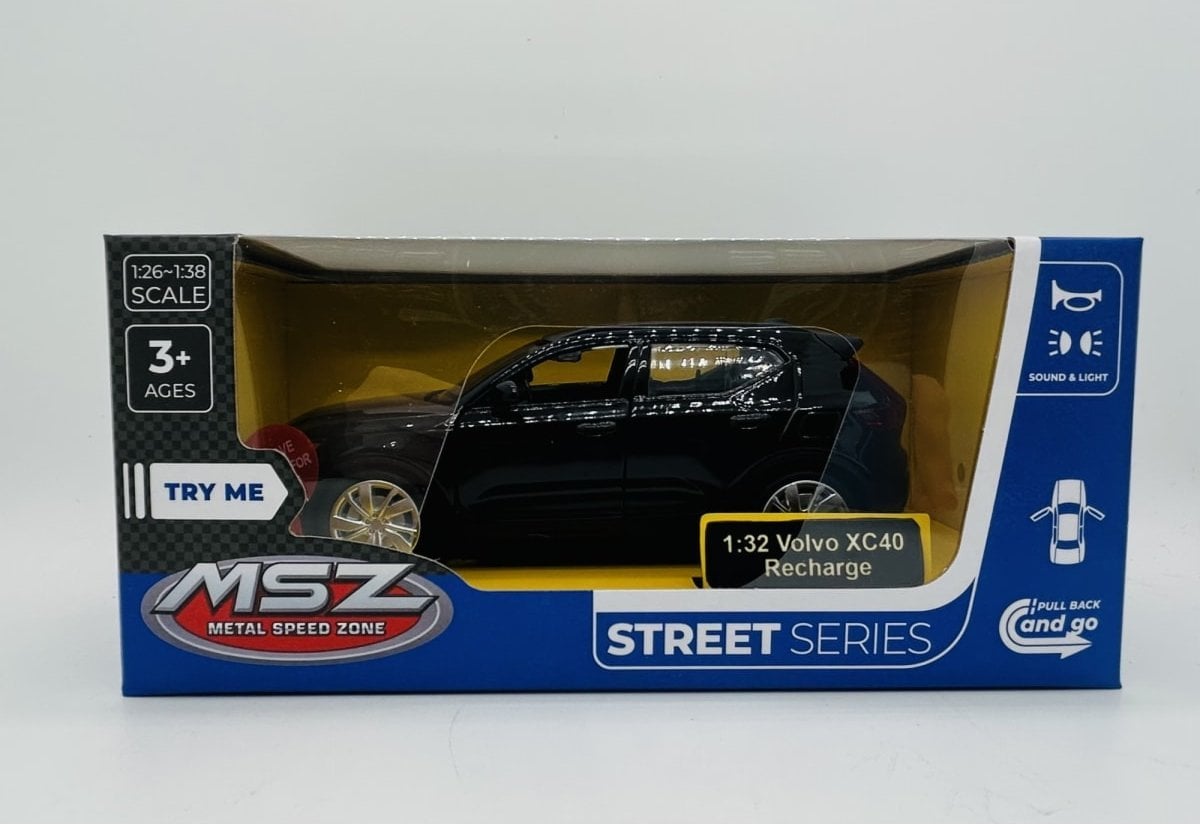 1:26~1:38
SCALE
3+
AGES
TRY ME
MSZ
METAL SPEED ZONE
1:32 Volvo XC40
Recharge
STREET SERIES
SOUND & LIGHT
PULL BACK
and go